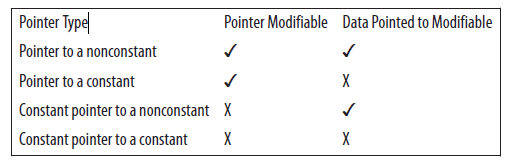 Pointer Type Pointer Modifiable Data Pointed to Modifiable
Pointer to a nonconstant ✓ ✓
Pointer to a constant ✓ X
Constant pointer to a nonconstant X ✓
Constant pointer to a constant X X